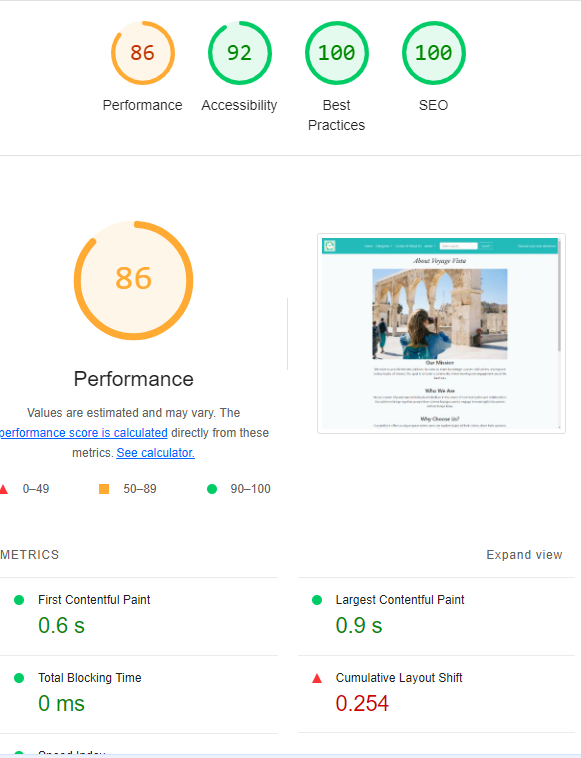 86
92
100
100
Performance
Accessibility
Best
Practices
SEO
86
Performance
Values are estimated and may vary. The
performance score is calculated directly from these
metrics. See calculator.
0–49
50–89
90–100
About Voyage Vista
Our Mission
Who We Are
Why Choose Us?
METRICS
Expand view
First Contentful Paint
0.6 s
Largest Contentful Paint
0.9 s
Total Blocking Time
0 ms
Cumulative Layout Shift
0.254
Speed Index